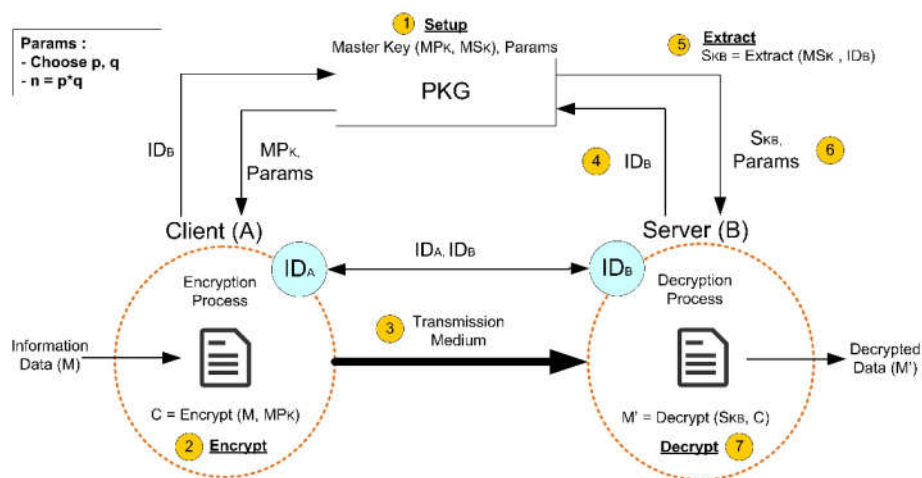 Params :
- Choose p, q
- n = p*q
1 Setup
Master Key (MPK, MSK), Params
5 Extract
SKB = Extract (MSK , IDB)
PKG
IDB
MPK,
Params
4 IDB
SKB,
Params
6
Client (A)
Server (B)
IDA
IDA, IDB
IDB
Encryption
Process
Decryption
Process
3 Transmission
Medium
Information
Data (M)
Decrypted
Data (M')
C = Encrypt (M, MPK)
M' = Decrypt (SKB, C)
2 Encrypt
Decrypt 7